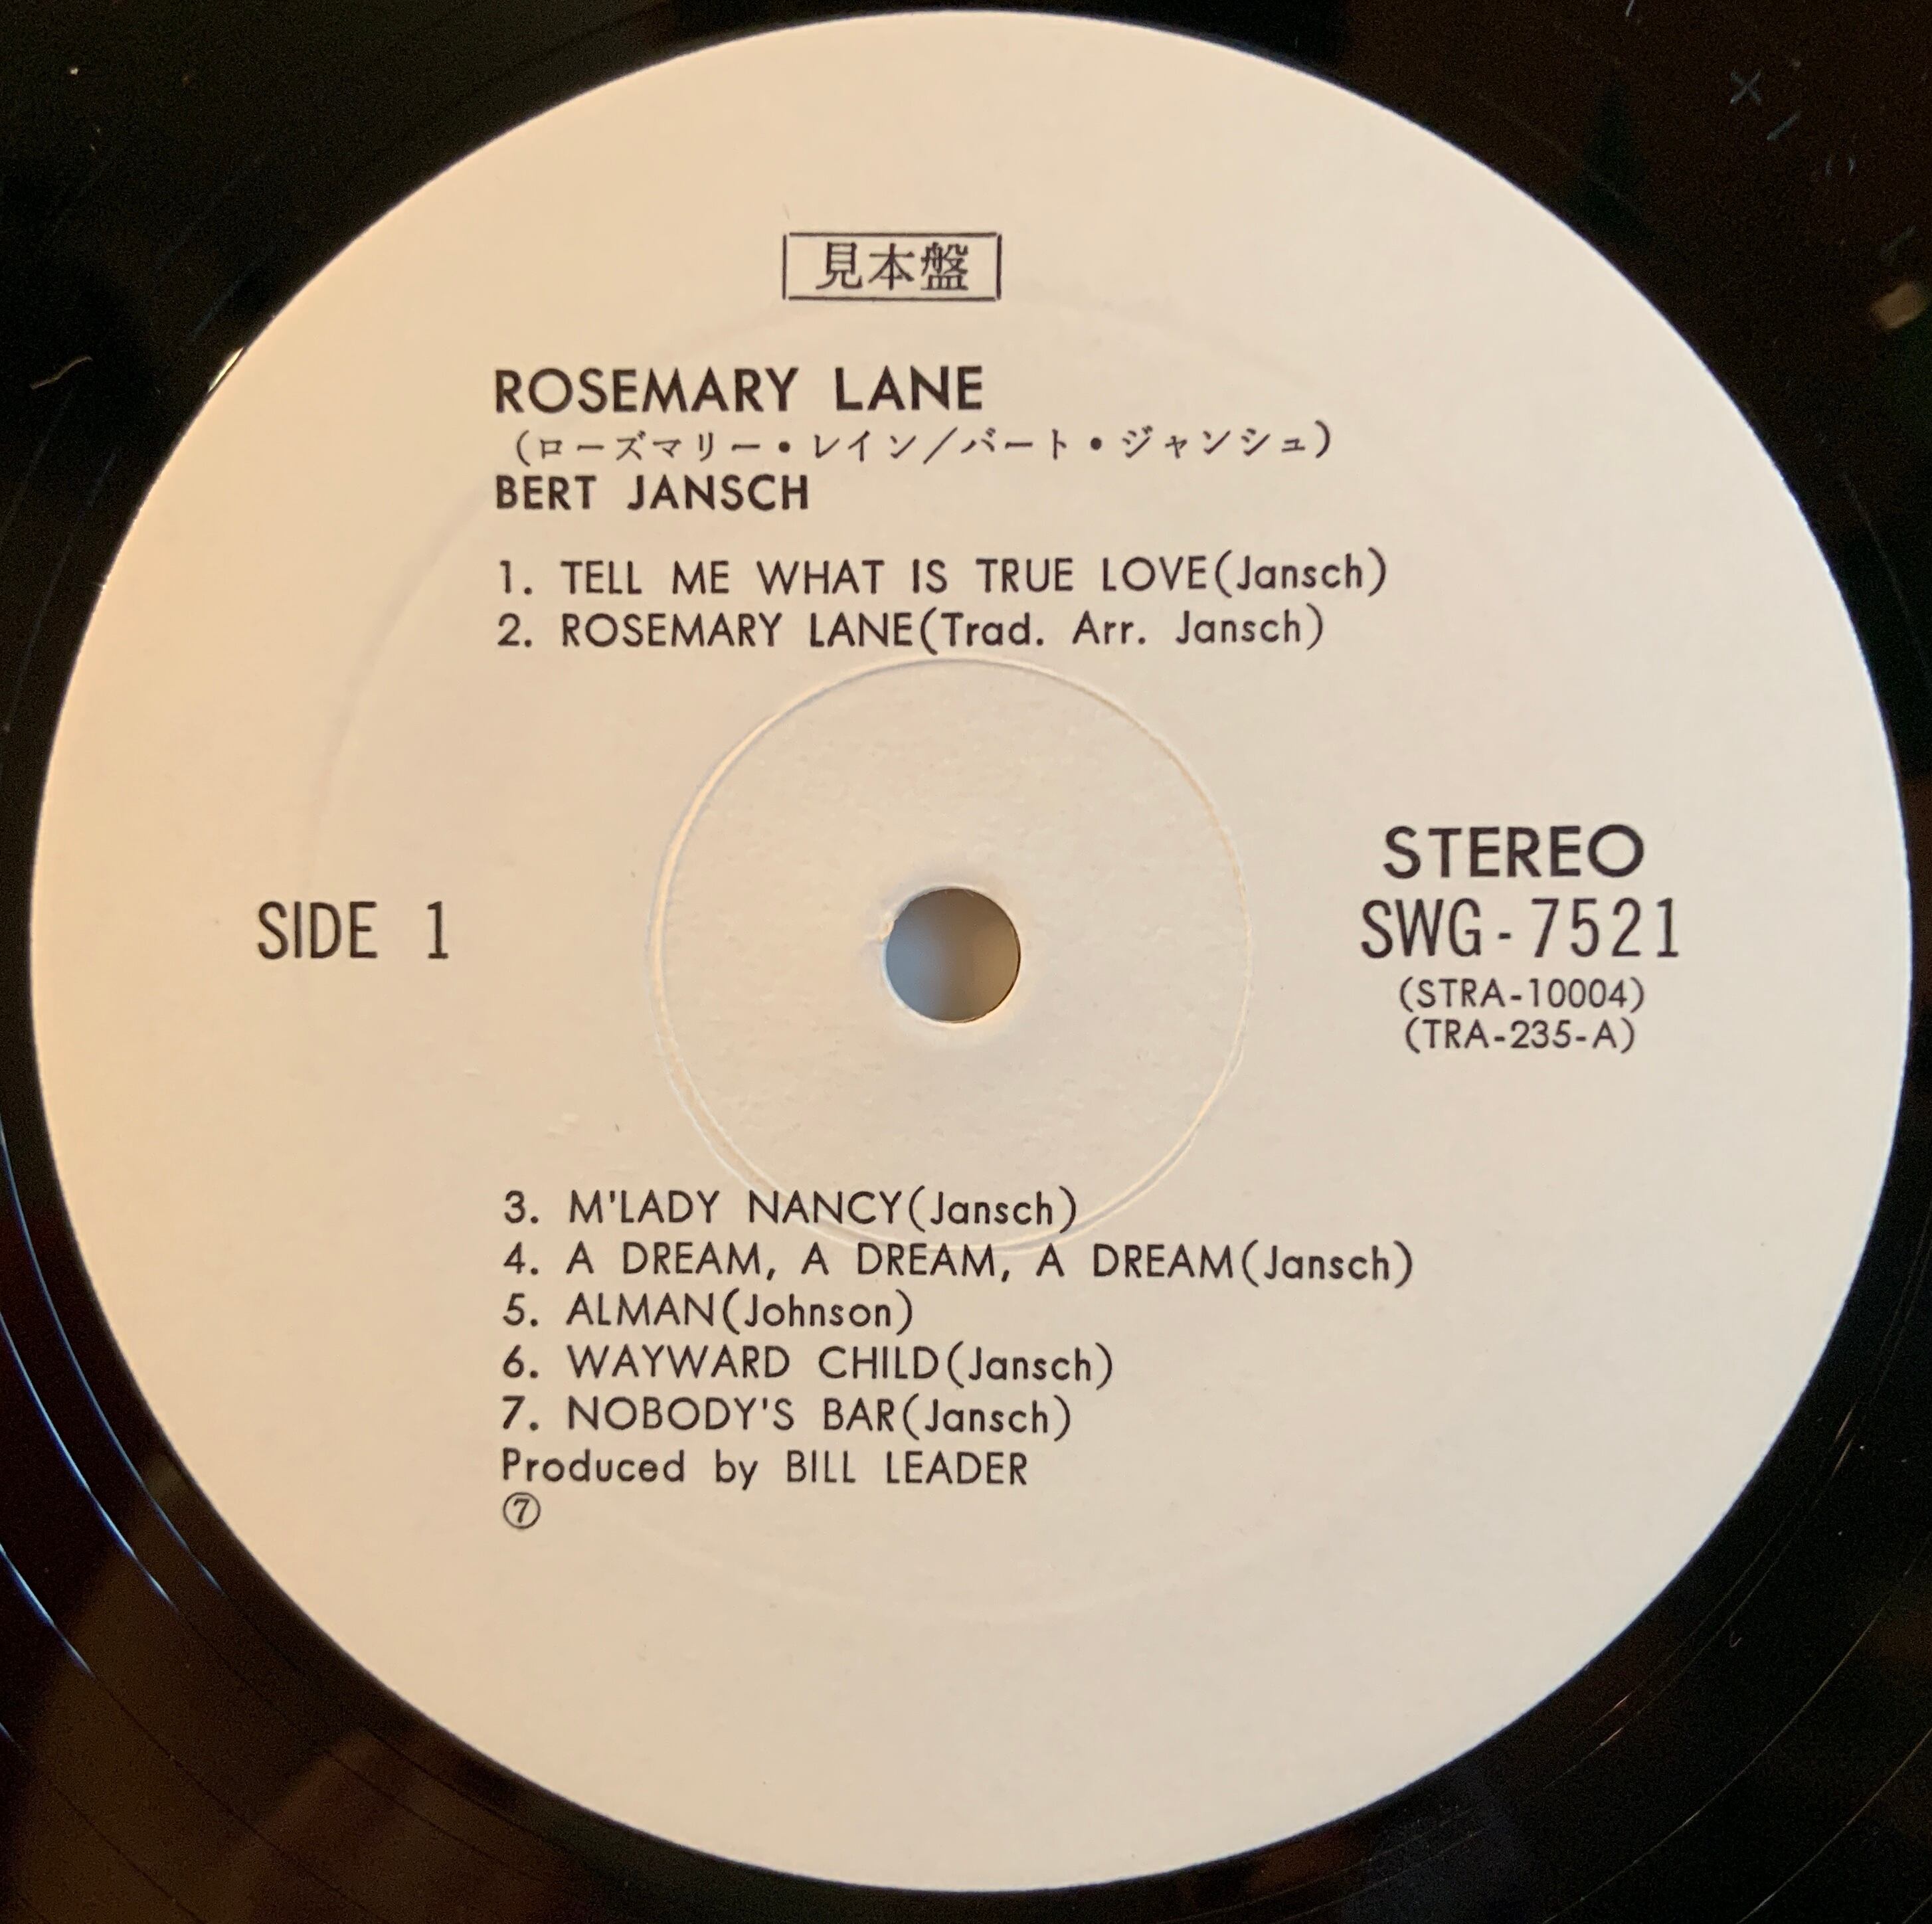 見本盤
ROSEMARY LANE
(ローズマリー・レイン/バート・ジャンシュ)
BERT JANSCH
1. TELL ME WHAT IS TRUE LOVE(Jansch)
2. ROSEMARY LANE(Trad. Arr. Jansch)
SIDE 1
STEREO
SWG-7521
(STRA-10004)
(TRA-235-A)
3. M'LADY NANCY(Jansch)
4. A DREAM, A DREAM, A DREAM(Jansch)
5. ALMAN(Johnson)
6. WAYWARD CHILD(Jansch)
7. NOBODY'S BAR(Jansch)
Produced by BILL LEADER
⑦